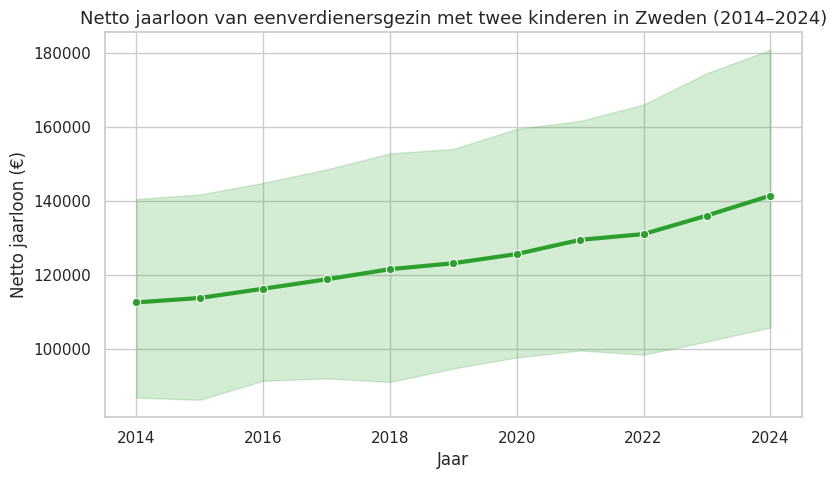 Netto jaarloon van eenverdienersgezin met twee kinderen in Zweden (2014–2024)
Netto jaarloon (€)
180000
160000
140000
120000
100000
2014 2016 2018 2020 2022 2024
Jaar